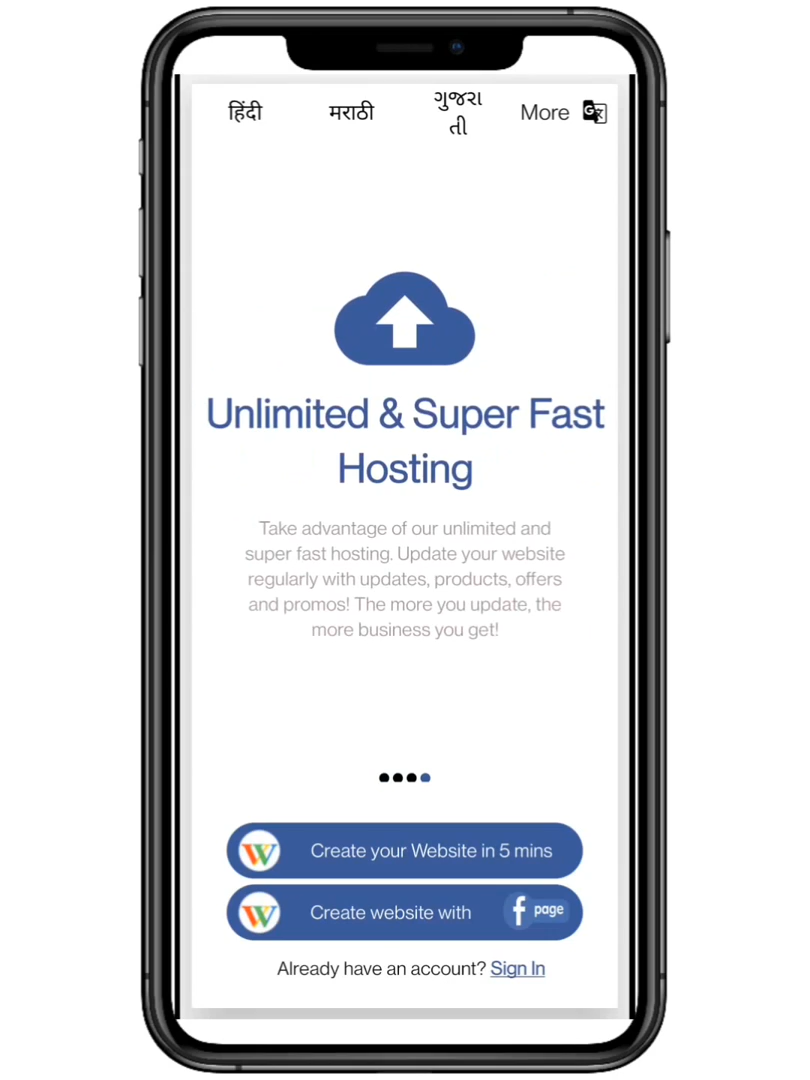 हिंदी
मराठी
ગુજરા
તી
More
Unlimited & Super Fast
Hosting
Take advantage of our unlimited and
super fast hosting. Update your website
regularly with updates, products, offers
and promos! The more you update, the
more business you get!
W Create your Website in 5 mins
W Create website with f page
Already have an account? Sign In